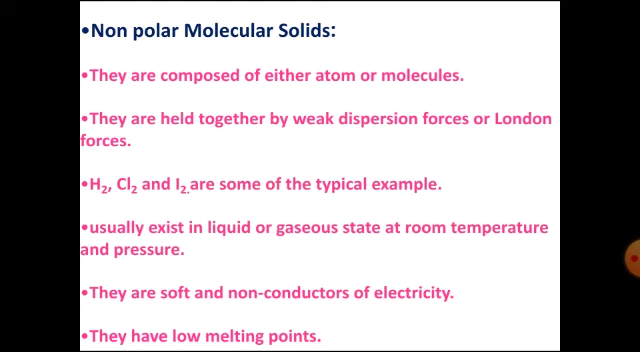 •Non polar Molecular Solids:
•They are composed of either atom or molecules.
•They are held together by weak dispersion forces or London
forces.
•H₂, Cl₂ and I₂.are some of the typical example.
•usually exist in liquid or gaseous state at room temperature
and pressure.
•They are soft and non-conductors of electricity.
•They have low melting points.